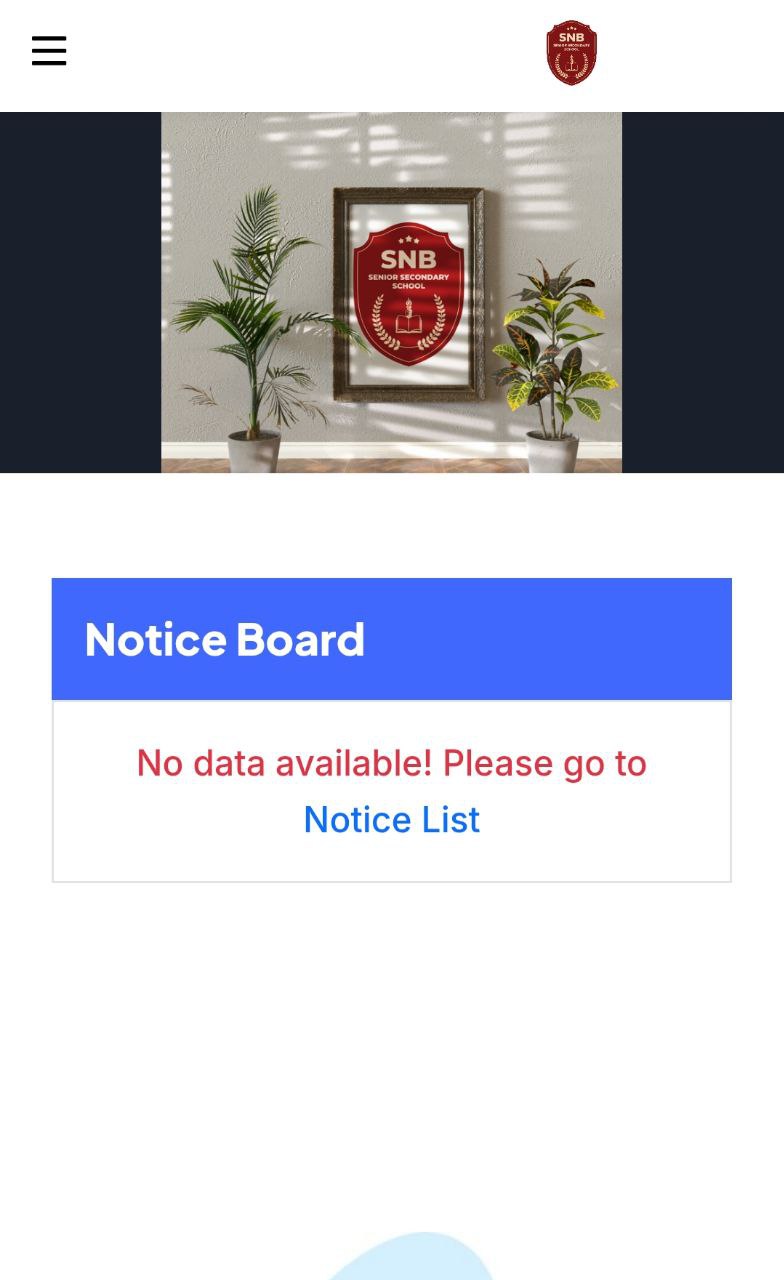 SNB
SENIOR SECONDARY
SCHOOL
SNB
SENIOR SECONDARY
SCHOOL
Notice Board
No data available! Please go to
Notice List